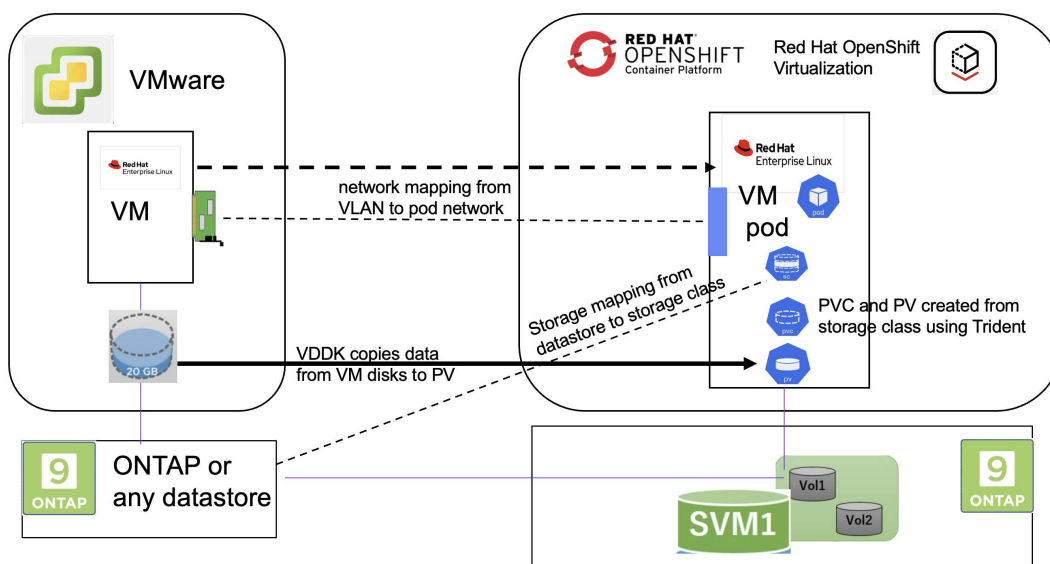 VMware
Red Hat
Enterprise Linux
VM
20 GB
network mapping from
VLAN to pod network
Storage mapping from
datastore to storage class
VDDK copies data
from VM disks to PV
9
ONTAP
ONTAP or
any datastore
RED HAT®
OPENSHIFT
Container Platform
Red Hat OpenShift
Virtualization
Red Hat
Enterprise Linux
VM
pod
pod
sc
pvc
pv
PVC and PV created from
storage class using Trident
Vol1
Vol2
SVM1
9
ONTAP